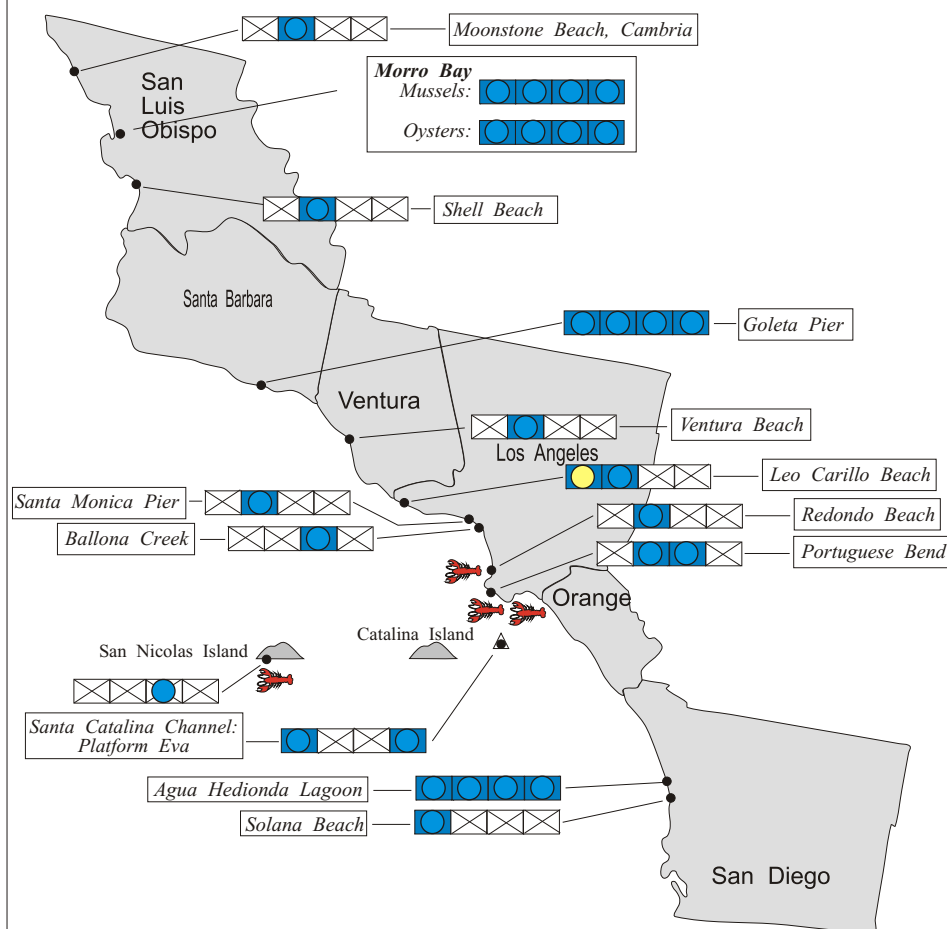 Moonstone Beach, Cambria
San
Luis
Obispo
Morro Bay
Mussels:
Oysters:
Shell Beach
Santa Barbara
Goleta Pier
Ventura
Ventura Beach
Los Angeles
Leo Carillo Beach
Santa Monica Pier
Redondo Beach
Ballona Creek
Portuguese Bend
Orange
Catalina Island
San Nicolas Island
Santa Catalina Channel:
Platform Eva
Agua Hedionda Lagoon
Solana Beach
San Diego